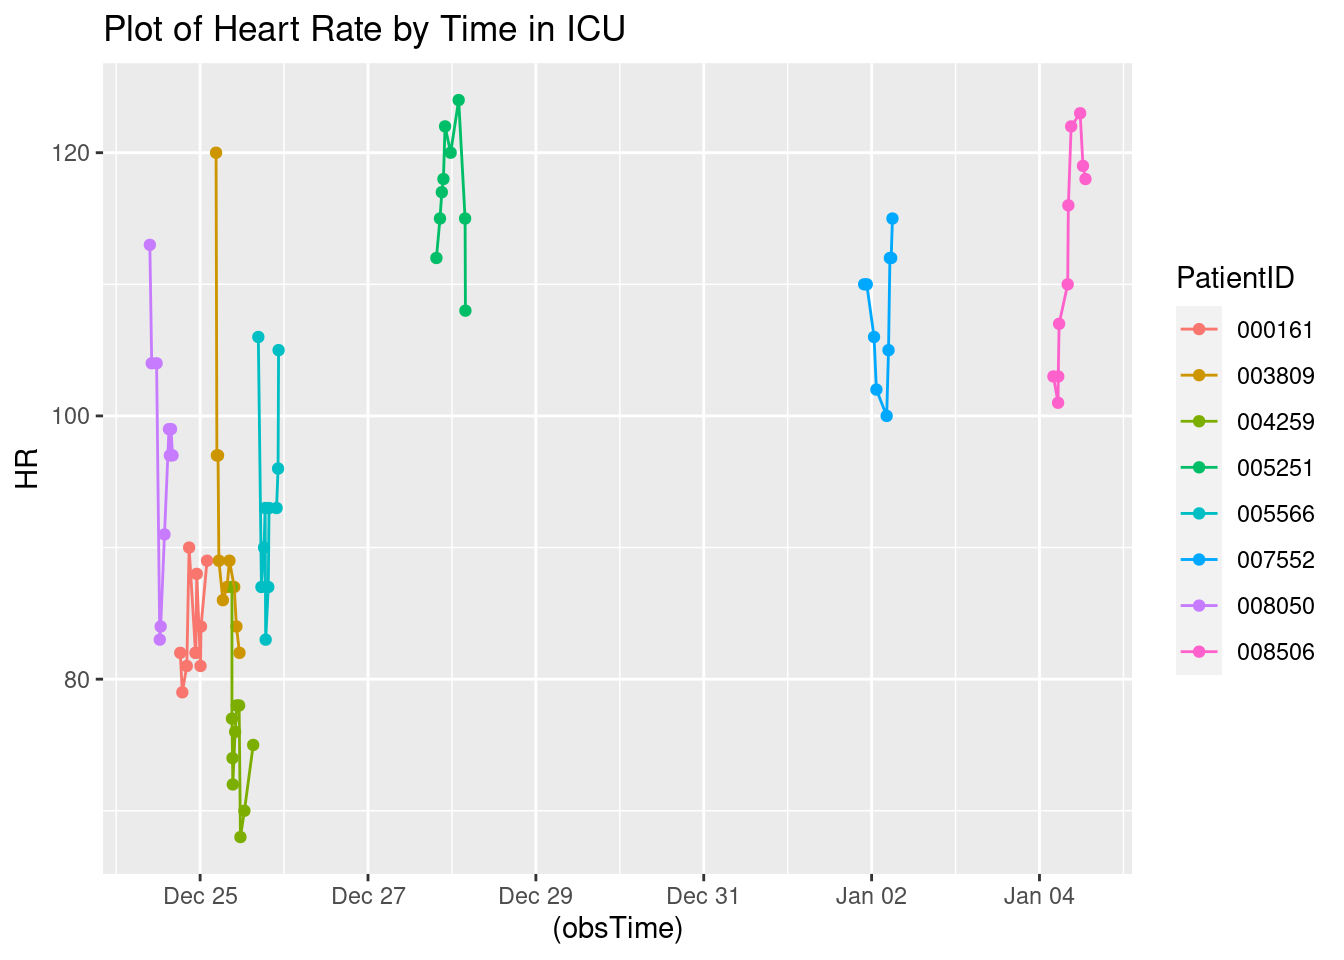 Plot of Heart Rate by Time in ICU
HR
120
100
80
Dec 25 Dec 27 Dec 29 Dec 31 Jan 02 Jan 04
(obsTime)
PatientID
000161
003809
004259
005251
005566
007552
008050
008506